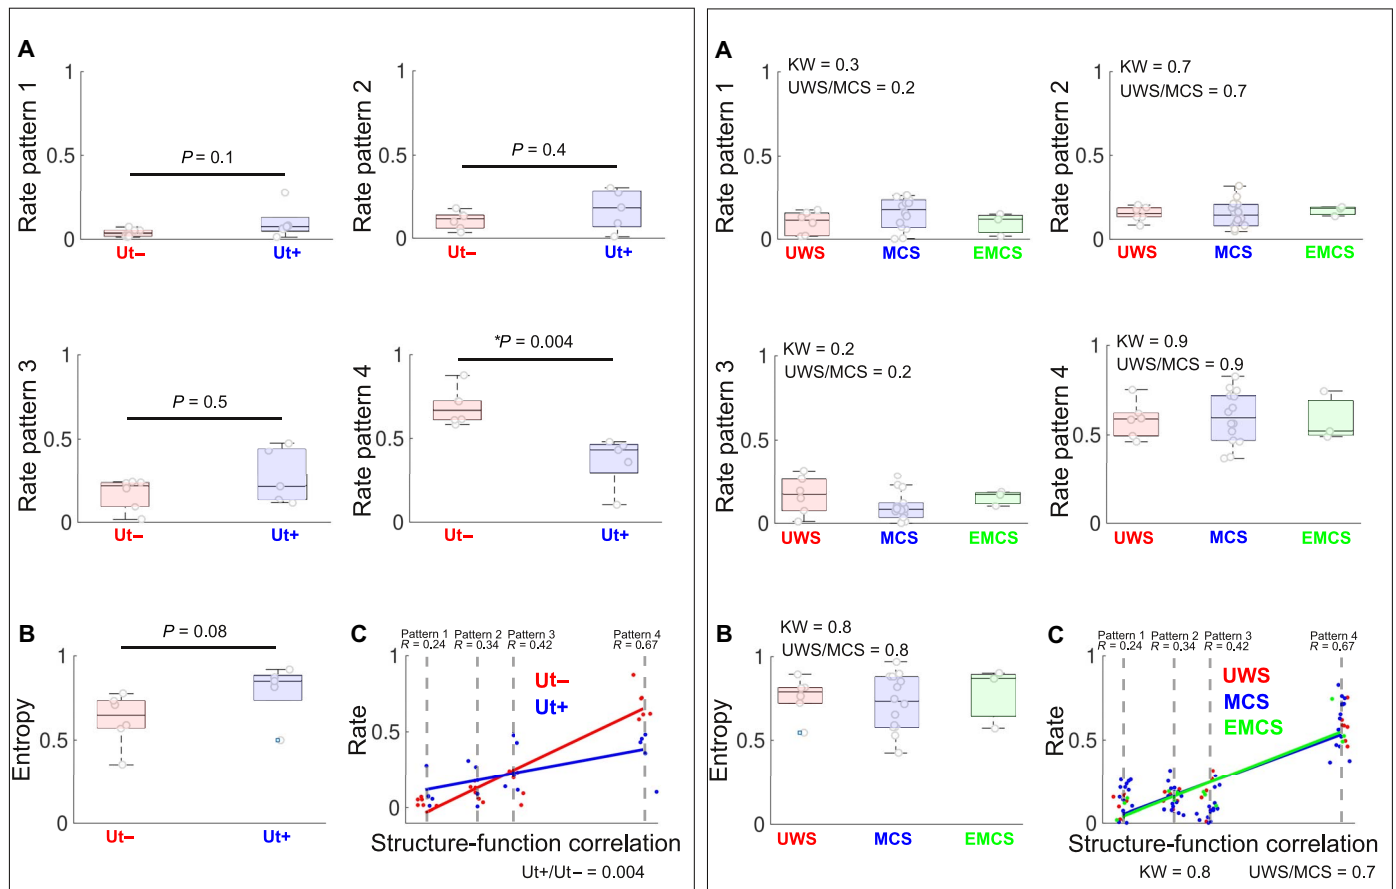 A
Rate pattern 1
1
0.5
0
P = 0.1
Ut–
Ut+
Rate pattern 2
1
0.5
0
P = 0.4
Ut–
Ut+
Rate pattern 3
1
0.5
0
P = 0.5
Ut–
Ut+
Rate pattern 4
1
0.5
0
*P = 0.004
Ut–
Ut+
B
Entropy
1
0.5
0
P = 0.08
Ut–
Ut+
C
Pattern 1
R = 0.24
Pattern 2
R = 0.34
Pattern 3
R = 0.42
Pattern 4
R = 0.67
Rate
1
0.5
0
Ut–
Ut+
Structure-function correlation
Ut+/Ut– = 0.004
A
Rate pattern 1
1
0.5
0
KW = 0.3
UWS/MCS = 0.2
UWS
MCS
EMCS
Rate pattern 2
1
0.5
0
KW = 0.7
UWS/MCS = 0.7
UWS
MCS
EMCS
Rate pattern 3
1
0.5
0
KW = 0.2
UWS/MCS = 0.2
UWS
MCS
EMCS
Rate pattern 4
1
0.5
0
KW = 0.9
UWS/MCS = 0.9
UWS
MCS
EMCS
B
Entropy
1
0.5
0
KW = 0.8
UWS/MCS = 0.8
UWS
MCS
EMCS
C
Pattern 1
R = 0.24
Pattern 2
R = 0.34
Pattern 3
R = 0.42
Pattern 4
R = 0.67
Rate
1
0.5
0
UWS
MCS
EMCS
Structure-function correlation
KW = 0.8
UWS/MCS = 0.7